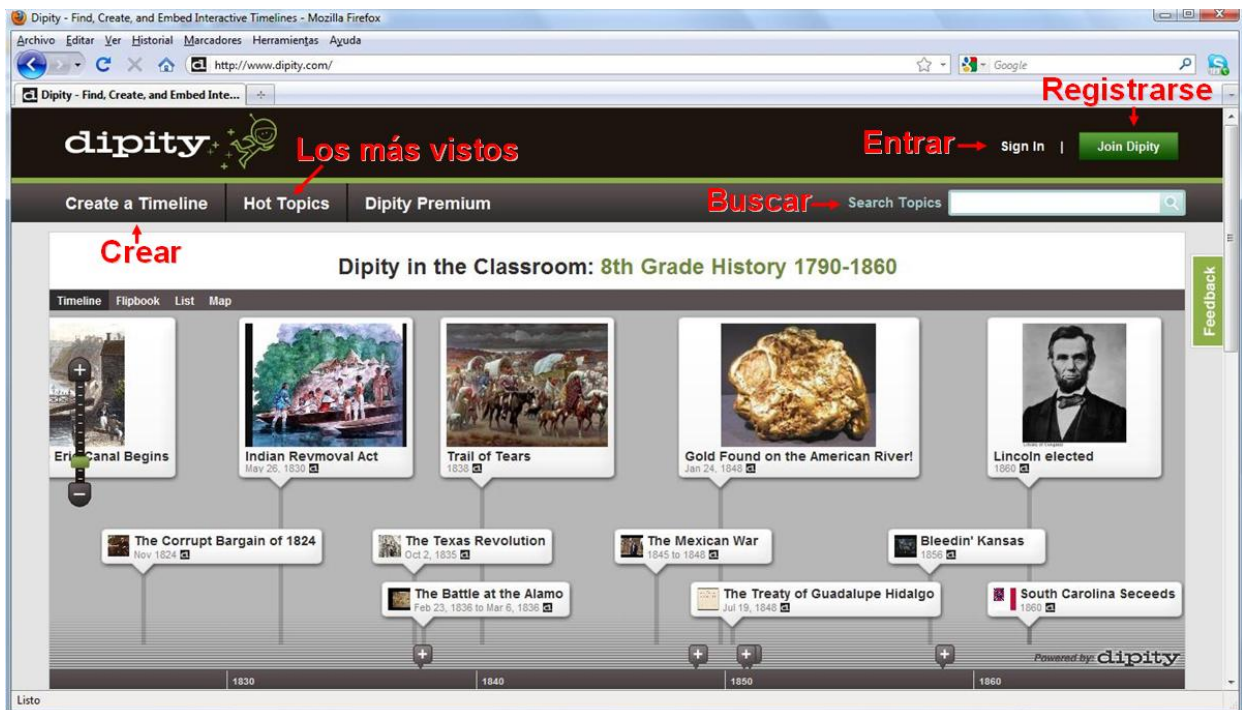 Dipity - Find, Create, and Embed Interactive Timelines - Mozilla Firefox
Archivo Editar Ver Historial Marcadores Herramientas Ayuda
http://www.dipity.com/
Google
Dipity - Find, Create, and Embed Inte...
Registrarse
dipity
Los más vistos
Entrar
Sign In | Join Dipity
Create a Timeline Hot Topics Dipity Premium
Buscar
Search Topics
Crear
Dipity in the Classroom: 8th Grade History 1790-1860
Feedback
Timeline Flipbook List Map
Canal Begins
Indian Revmoval Act
May 26, 1830
Trail of Tears
1838
Gold Found on the American River!
Jan 24, 1848
Lincoln elected
1860
The Corrupt Bargain of 1824
Nov 1824
The Texas Revolution
Oct 2, 1835
The Mexican War
1845 to 1848
Bleedin' Kansas
1856
The Battle at the Alamo
Feb 23, 1836 to Mar 6, 1836
The Treaty of Guadalupe Hidalgo
Jul 19, 1848
South Carolina Seceeds
1860
Powered by: dipity
1830 1840 1850 1860
Listo